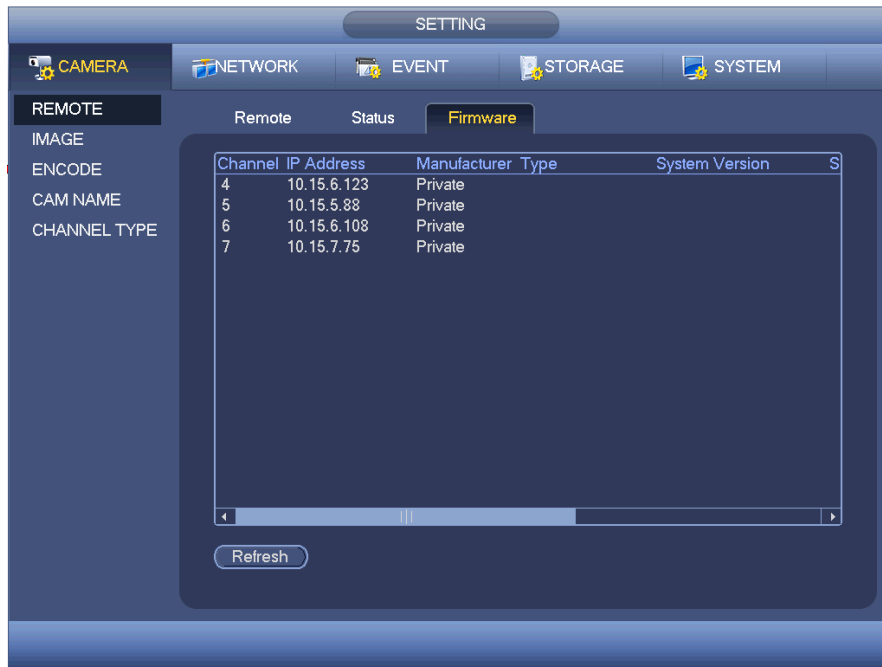 SETTING
CAMERA NETWORK EVENT STORAGE SYSTEM
REMOTE
IMAGE
ENCODE
CAM NAME
CHANNEL TYPE
Remote Status Firmware
Channel IP Address Manufacturer Type System Version S
4 10.15.6.123 Private
5 10.15.5.88 Private
6 10.15.6.108 Private
7 10.15.7.75 Private
Refresh